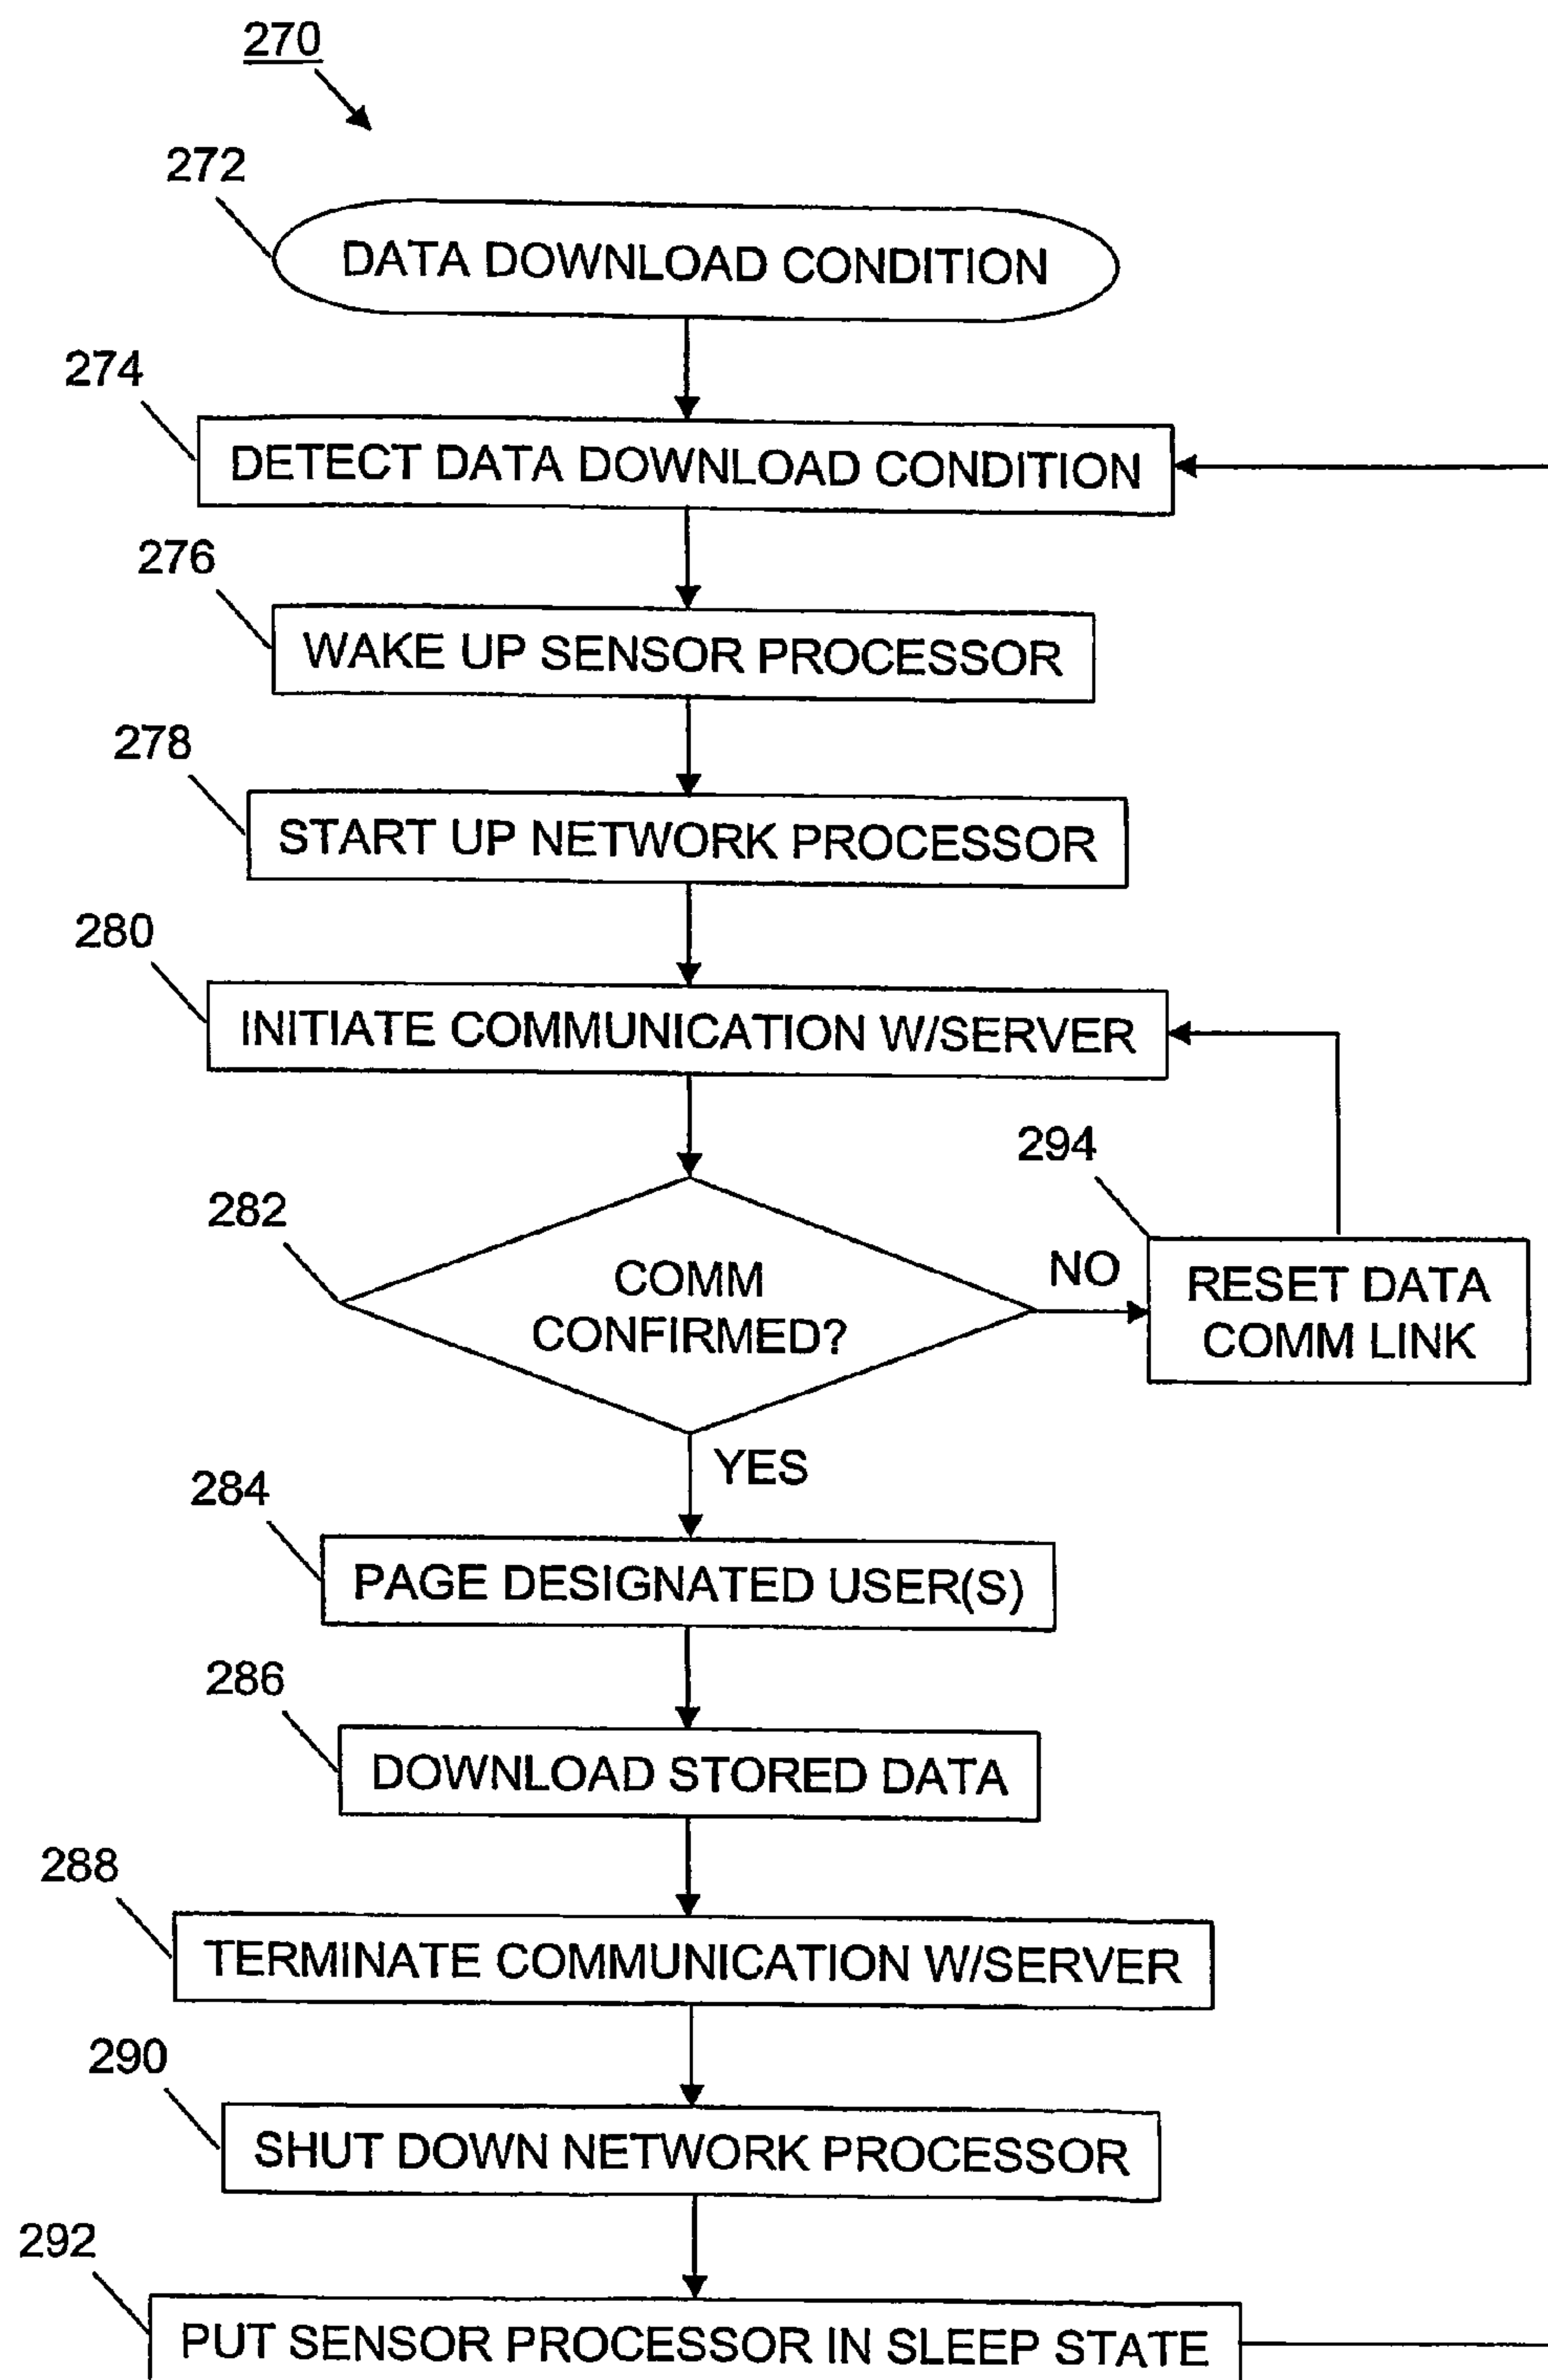 270
272
DATA DOWNLOAD CONDITION
274
DETECT DATA DOWNLOAD CONDITION
276
WAKE UP SENSOR PROCESSOR
278
START UP NETWORK PROCESSOR
280
INITIATE COMMUNICATION W/SERVER
282
COMM
CONFIRMED?
NO
294
RESET DATA
COMM LINK
YES
284
PAGE DESIGNATED USER(S)
286
DOWNLOAD STORED DATA
288
TERMINATE COMMUNICATION W/SERVER
290
SHUT DOWN NETWORK PROCESSOR
292
PUT SENSOR PROCESSOR IN SLEEP STATE